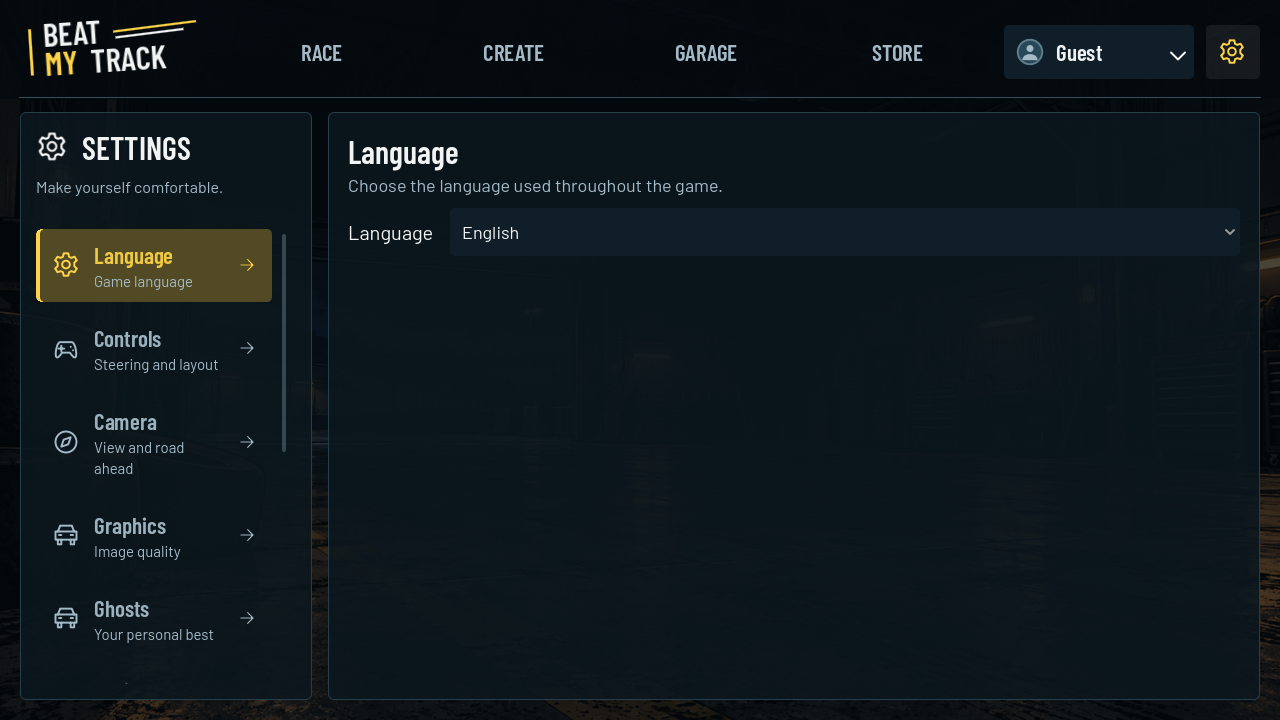 BEAT
MY TRACK
RACE
CREATE
GARAGE
STORE
Guest
SETTINGS
Make yourself comfortable.
Language
Game language
Controls
Steering and layout
Camera
View and road
ahead
Graphics
Image quality
Ghosts
Your personal best
Language
Choose the language used throughout the game.
Language
English